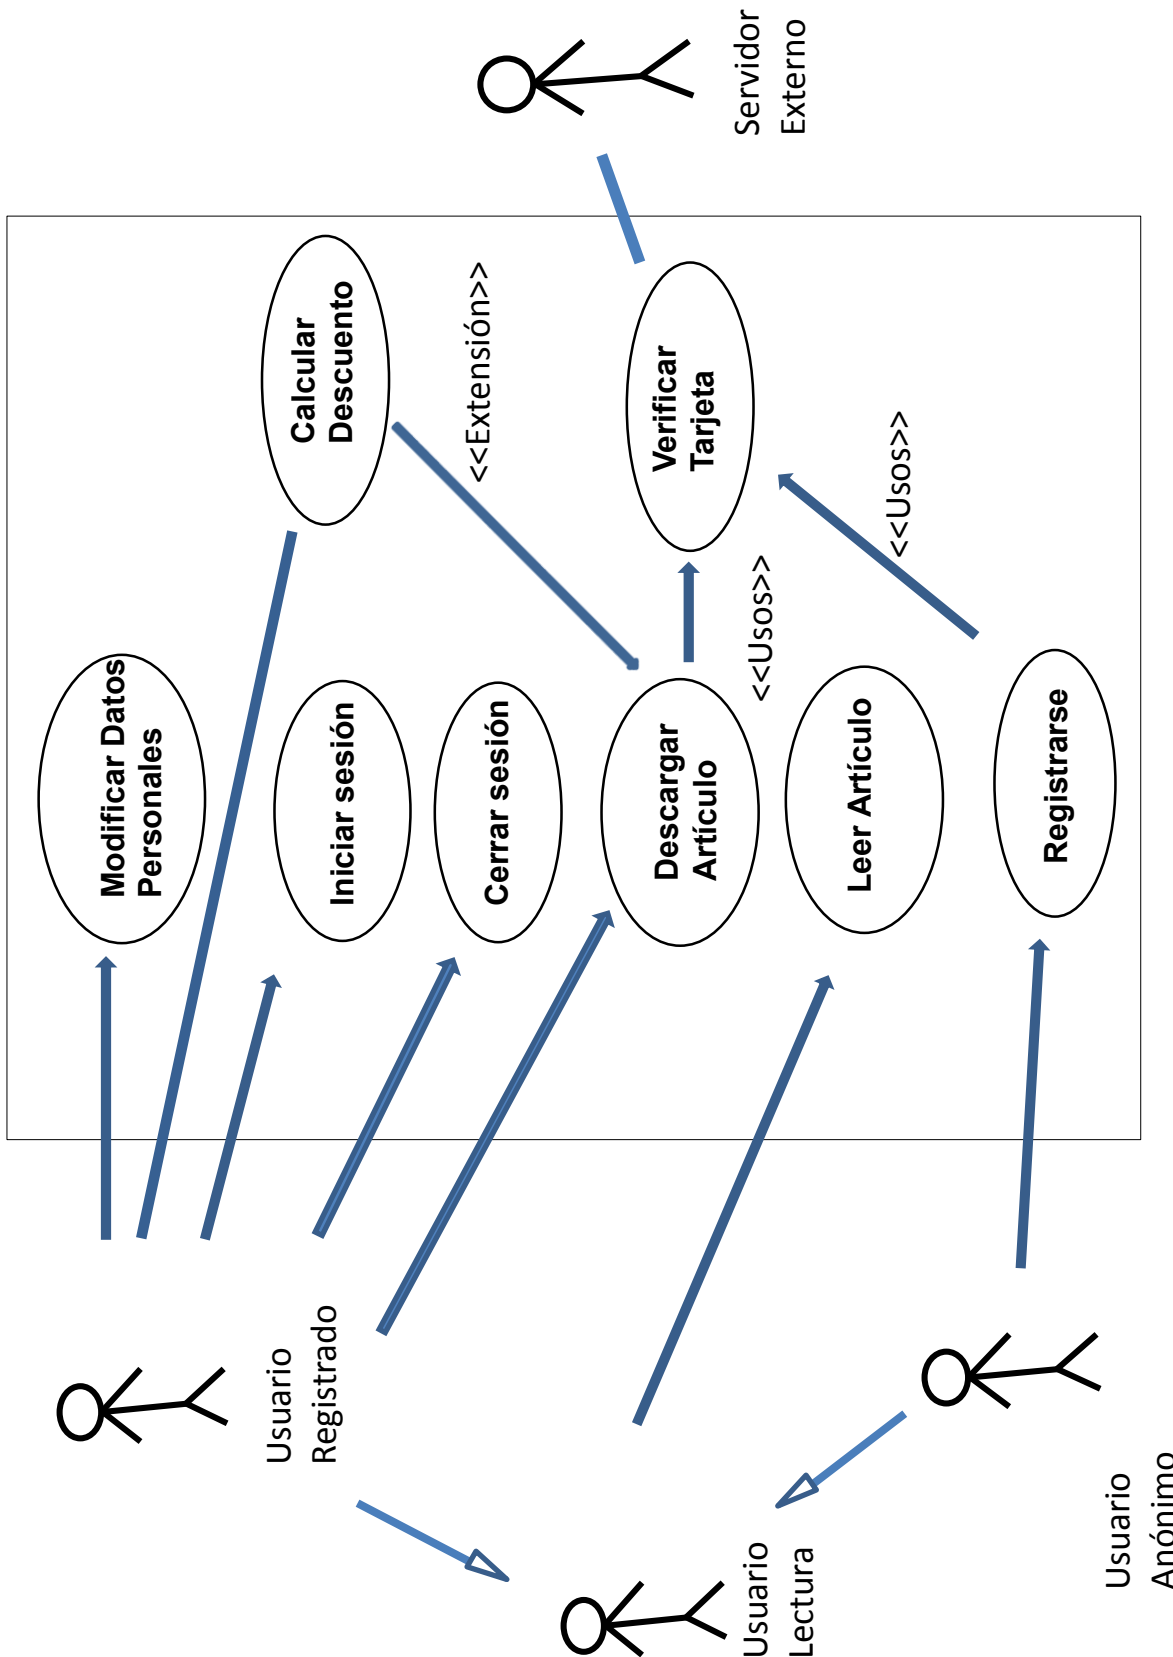 Modificar Datos
Personales
Calcular
Descuento
Iniciar sesión
Usuario
Registrado
<<Extensión>>
Cerrar sesión
Servidor
Externo
Descargar
Artículo
Verificar
Tarjeta
<<Usos>>
Usuario
Lectura
Leer Artículo
<<Usos>>
Registrarse
Usuario
Anónimo